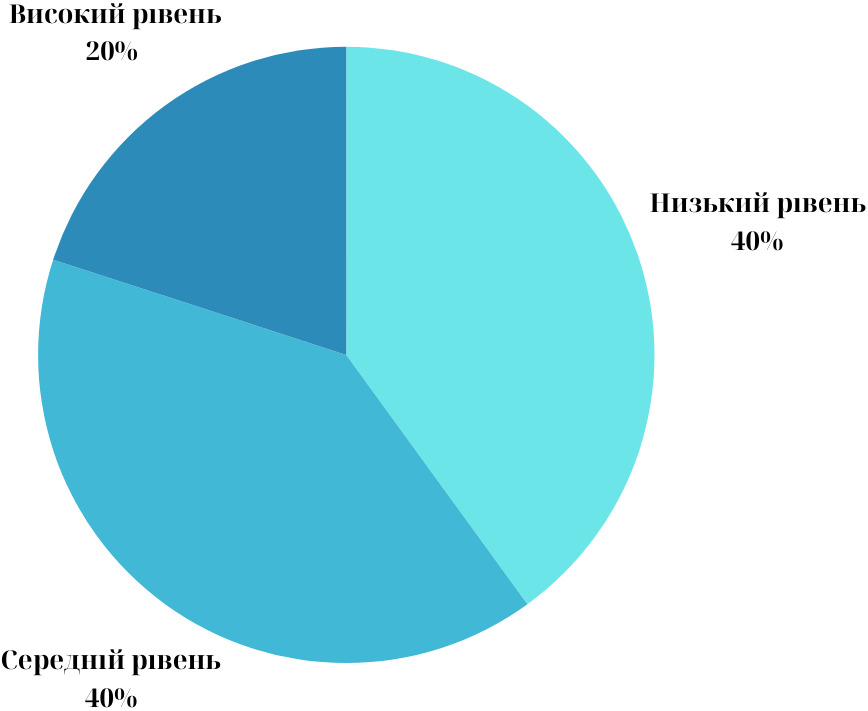 Високий рівень
20%
Низький рівень
40%
Середній рівень
40%